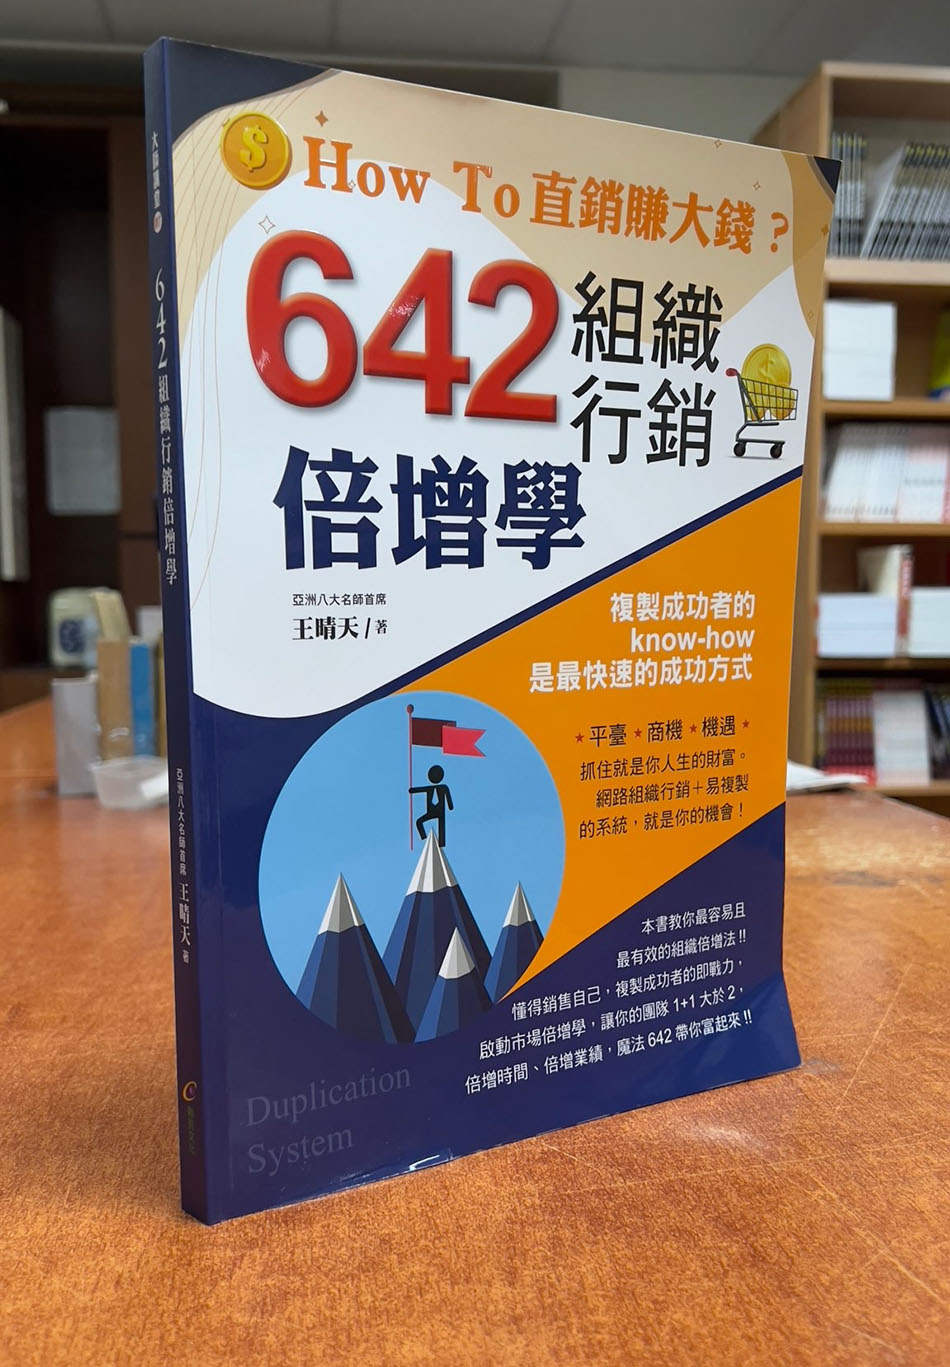 How To 直銷賺大錢?
642 組織
行銷
倍增學
亞洲八大名師首席
王晴天/著
複製成功者的
know-how
是最快速的成功方式
★平臺★商機★機遇★
抓住就是你人生的財富。
網路組織行銷+易複製
的系統,就是你的機會!
本書教你最容易且
最有效的組織倍增法!!
懂得銷售自己,複製成功者的即戰力,
啟動市場倍增學,讓你的團隊1+1大於2,
倍增時間、倍增業績,魔法642帶你富起來!!
Duplication
System
大師講堂
642組織行銷倍增學
亞洲八大名師首席 王晴天 著